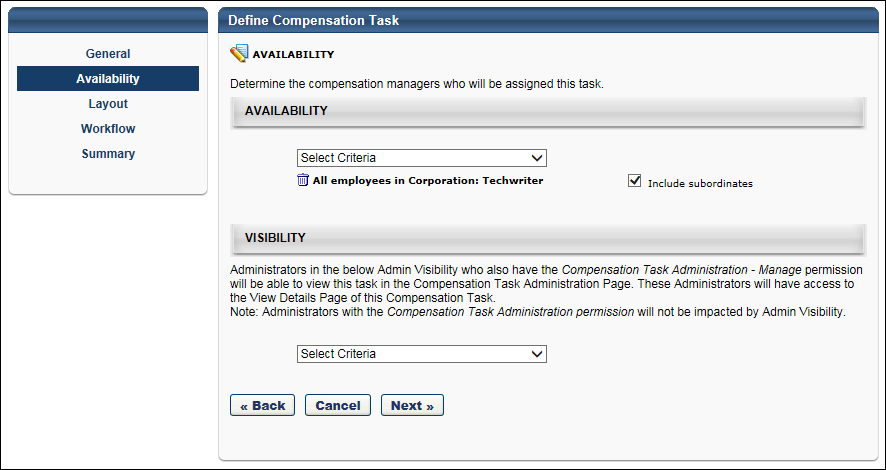 General
Availability
Layout
Workflow
Summary
Define Compensation Task
AVAILABILITY
Determine the compensation managers who will be assigned this task.
AVAILABILITY
Select Criteria
All employees in Corporation: Techwriter
Include subordinates
VISIBILITY
Administrators in the below Admin Visibility who also have the Compensation Task Administration - Manage permission
will be able to view this task in the Compensation Task Administration Page. These Administrators will have access to
the View Details Page of this Compensation Task.
Note: Administrators with the Compensation Task Administration permission will not be impacted by Admin Visibility.
Select Criteria
« Back
Cancel
Next »